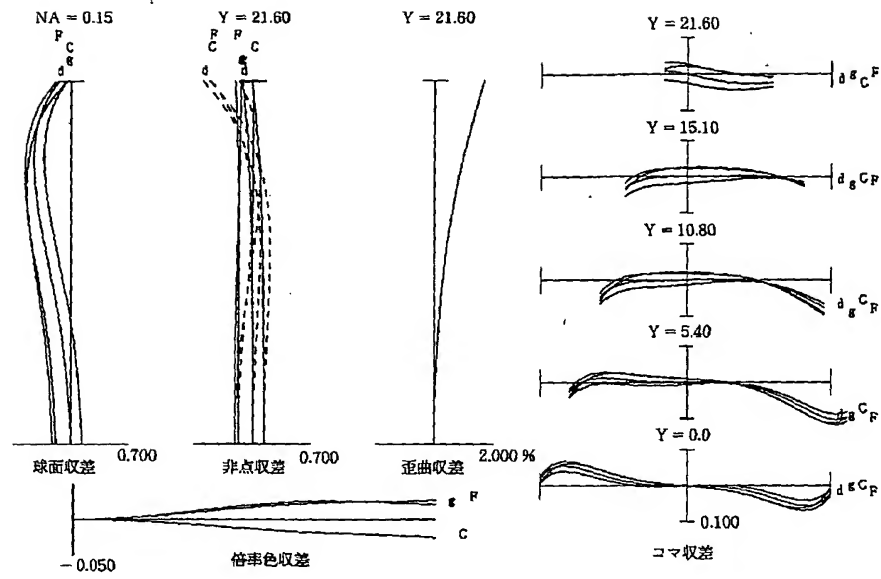 NA = 0.15
F
C
g
d
球面収差
0.700
Y = 21.60
F
C
d
F
g
d
C
非点収差
0.700
Y = 21.60
歪曲収差
2.000 %
g F
C
-0.050
倍率色収差
Y = 21.60
d g C F
Y = 15.10
d g C F
Y = 10.80
d g C F
Y = 5.40
d g C F
Y = 0.0
d g C F
0.100
コマ収差